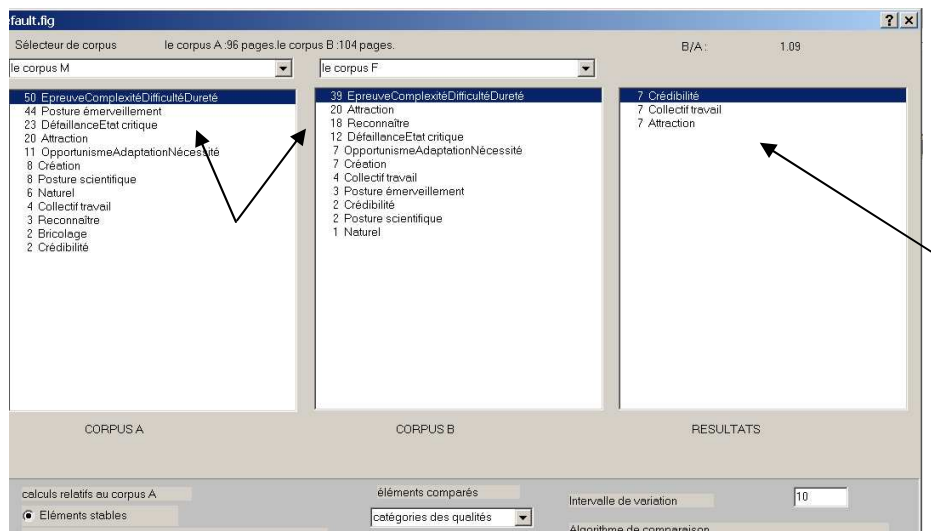 fault.fig
Sélecteur de corpus le corpus A :96 pages.le corpus B :104 pages. B/A : 1.09
le corpus M
le corpus F
50 EpreuveComplexitéDifficultéDureté
44 Posture émerveillement
23 DéfaillanceEtat critique
20 Attraction
11 OpportunismeAdaptationNécessité
8 Création
8 Posture scientifique
6 Naturel
4 Collectif travail
3 Reconnaître
2 Bricolage
2 Crédibilité
39 EpreuveComplexitéDifficultéDureté
20 Attraction
18 Reconnaître
12 DéfaillanceEtat critique
7 OpportunismeAdaptationNécessité
7 Création
4 Collectif travail
3 Posture émerveillement
2 Crédibilité
2 Posture scientifique
1 Naturel
7 Crédibilité
7 Collectif travail
7 Attraction
CORPUS A
CORPUS B
RESULTATS
calculs relatifs au corpus A
Eléments stables
éléments comparés
catégories des qualités
Intervalle de variation 10
Algorithme de comparaison